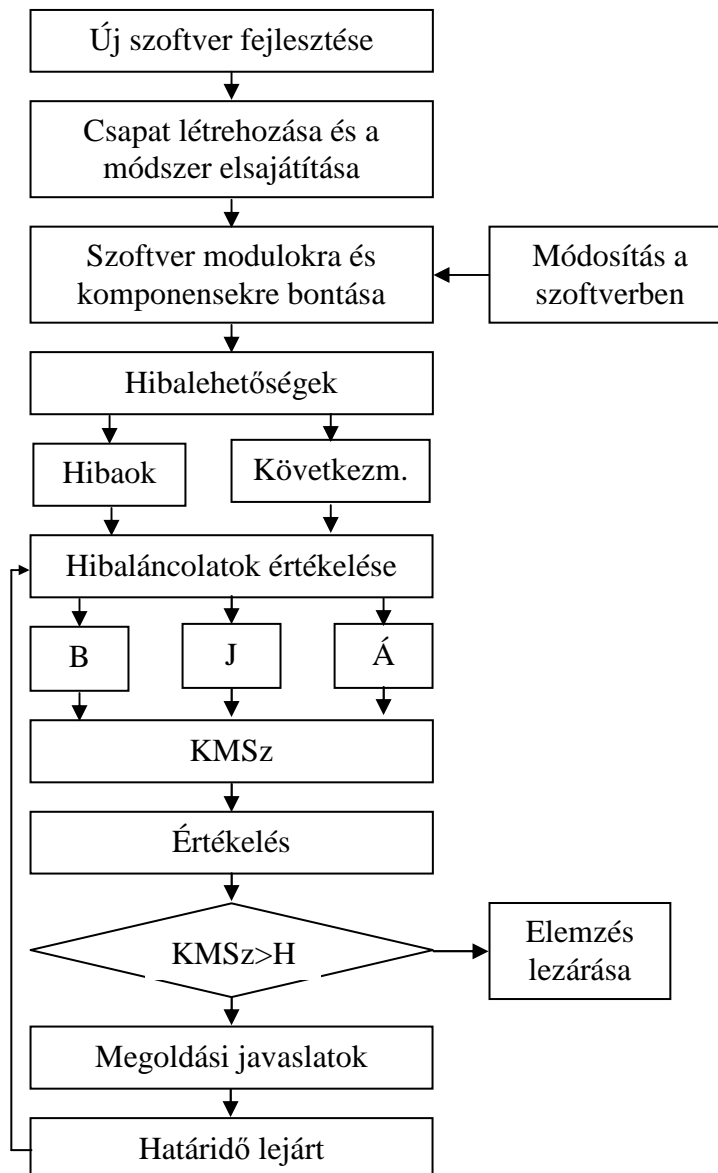 Új szoftver fejlesztése
Csapat létrehozása és a
módszer elsajátítása
Szoftver modulokra és
komponensekre bontása
Módosítás a
szoftverben
Hibalehetőségek
Hibaok
Következm.
Hibaláncolatok értékelése
B
J
Á
KMSz
Értékelés
KMSz>H
Elemzés
lezárása
Megoldási javaslatok
Határidő lejárt